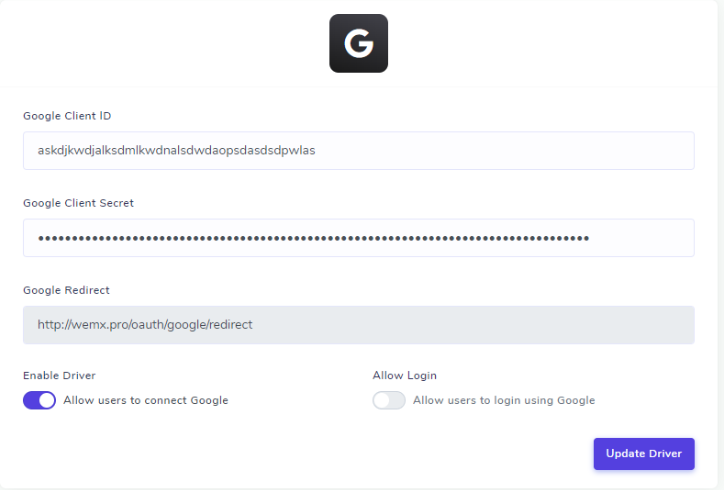 G
Google Client ID
askdjkwdjalksdmlkwdnalsdwdaopsdasdsdpwlas
Google Client Secret
Google Redirect
http://wemx.pro/oauth/google/redirect
Enable Driver
Allow Login
Allow users to connect Google
Allow users to login using Google
Update Driver